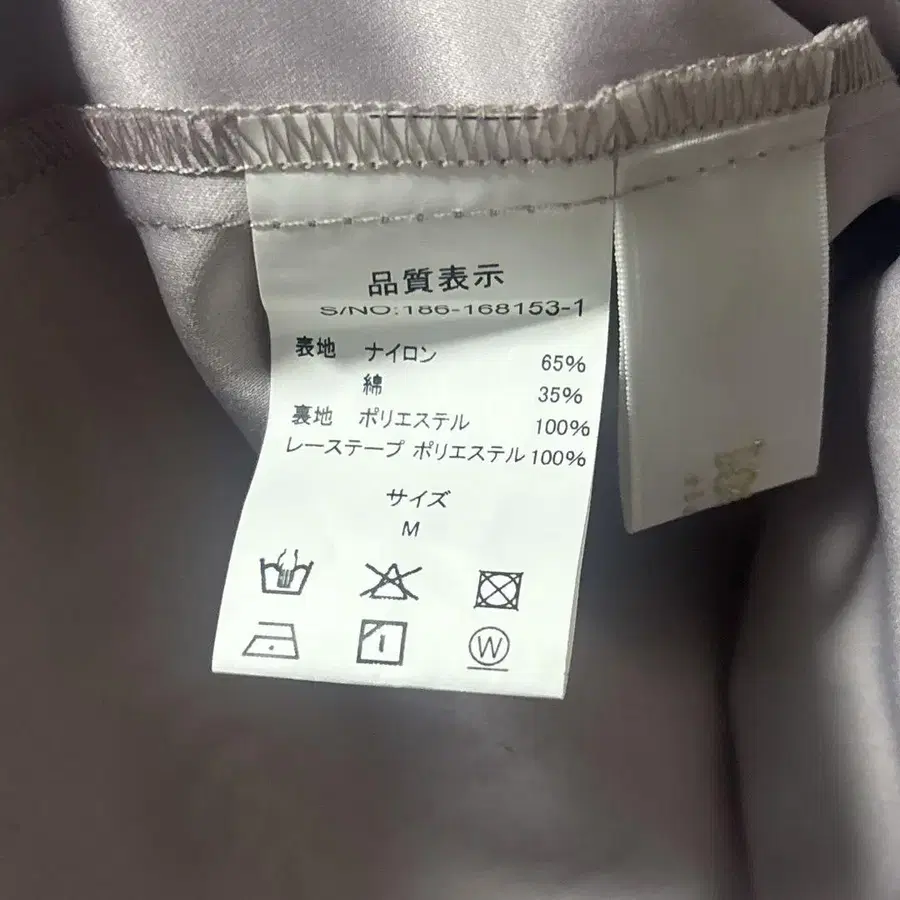 品質表示
S/NO:186-168153-1
表地 ナイロン 65%
綿 35%
裏地 ポリエステル 100%
レーステープ ポリエステル 100%
サイズ
M
W